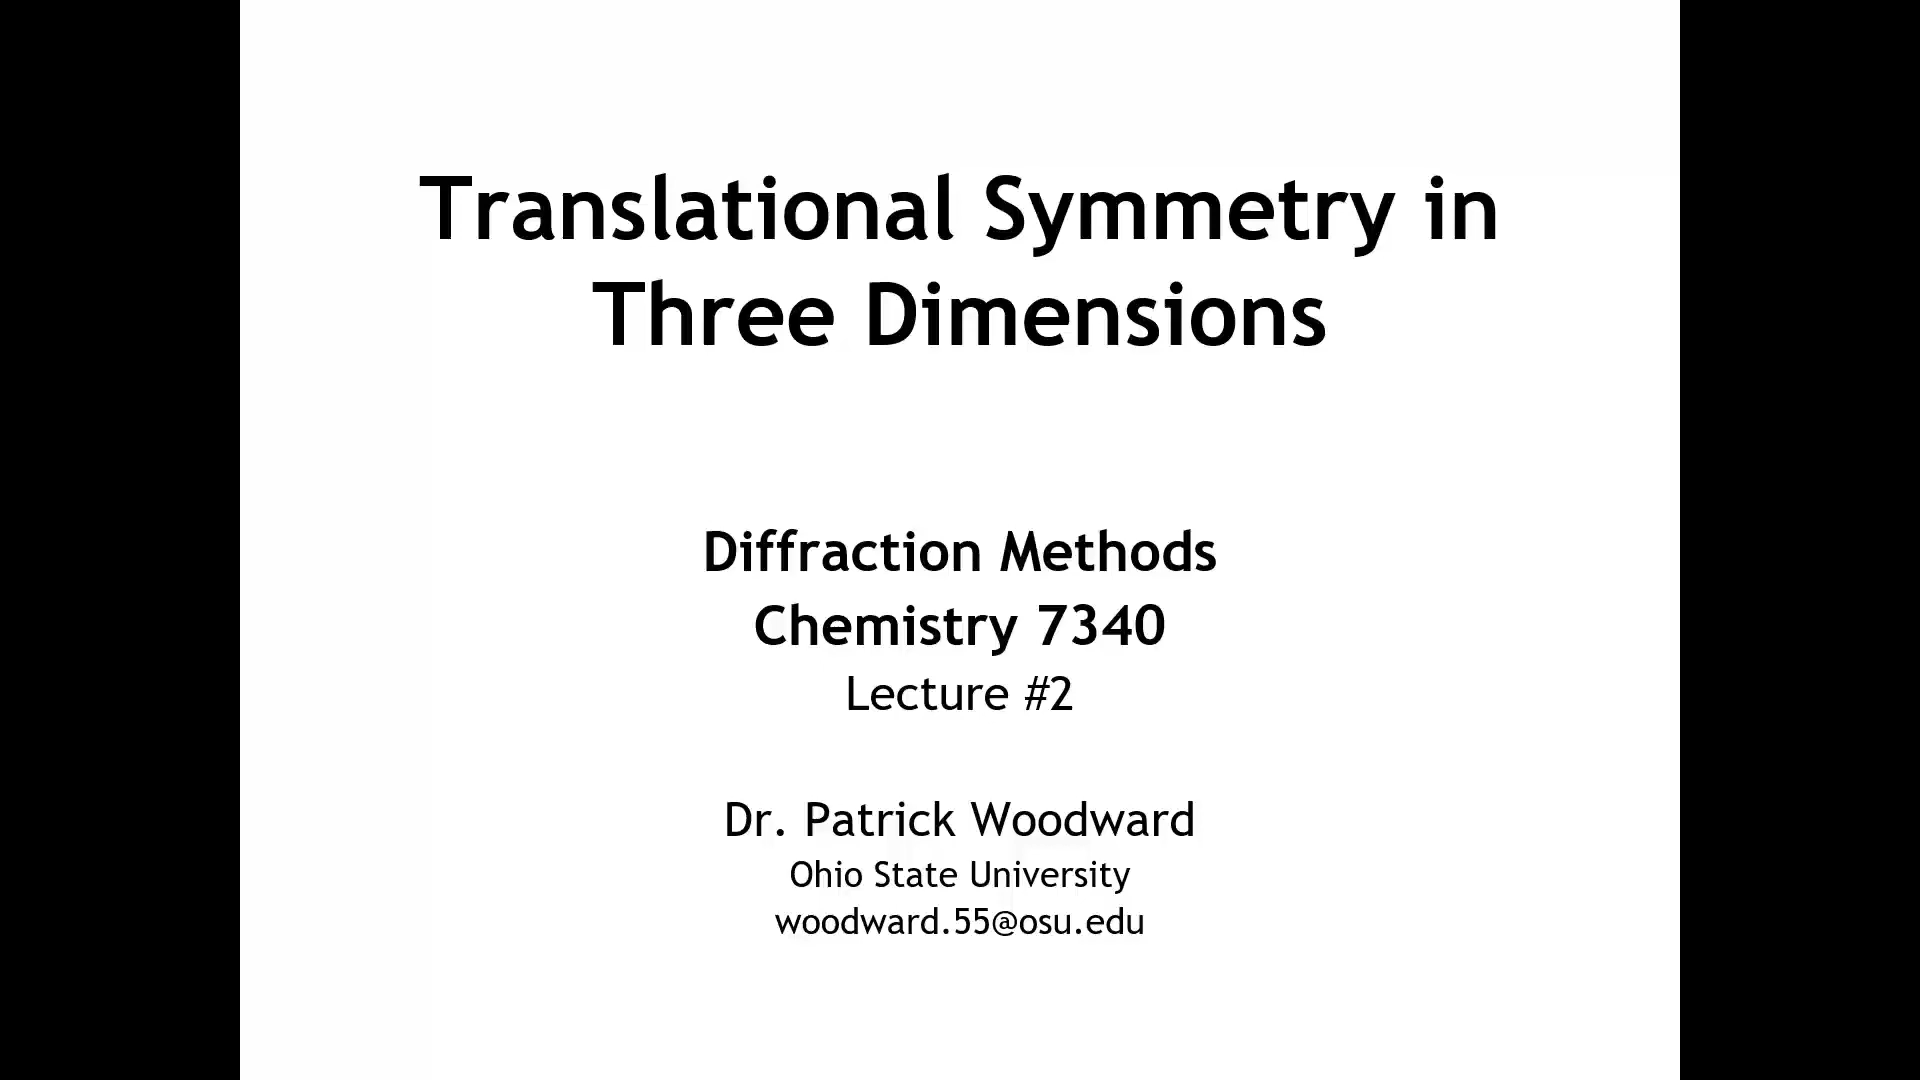 Translational Symmetry in
Three Dimensions
Diffraction Methods
Chemistry 7340
Lecture #2
Dr. Patrick Woodward
Ohio State University
woodward.55@osu.edu